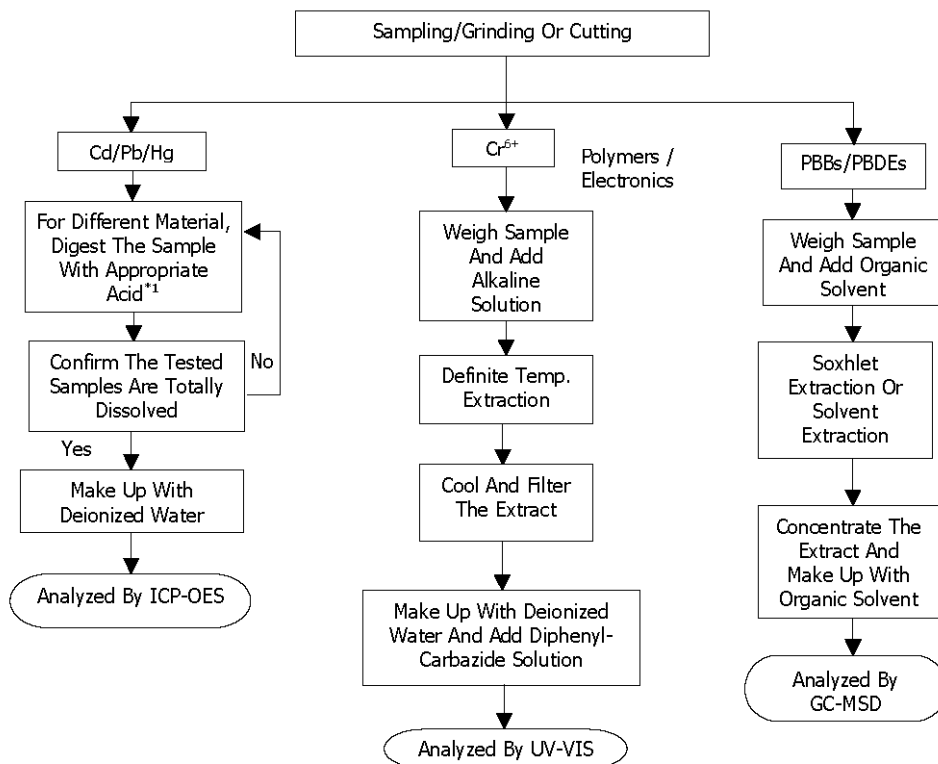 Sampling/Grinding Or Cutting
Cd/Pb/Hg
For Different Material,
Digest The Sample
With Appropriate
Acid*1
Confirm The Tested
Samples Are Totally
Dissolved
No
Yes
Make Up With
Deionized Water
Analyzed By ICP-OES
Cr6+
Polymers /
Electronics
Weigh Sample
And Add
Alkaline
Solution
Definite Temp.
Extraction
Cool And Filter
The Extract
Make Up With Deionized
Water And Add Diphenyl-
Carbazide Solution
Analyzed By UV-VIS
PBBs/PBDEs
Weigh Sample
And Add Organic
Solvent
Soxhlet
Extraction Or
Solvent
Extraction
Concentrate The
Extract And
Make Up With
Organic Solvent
Analyzed By
GC-MSD